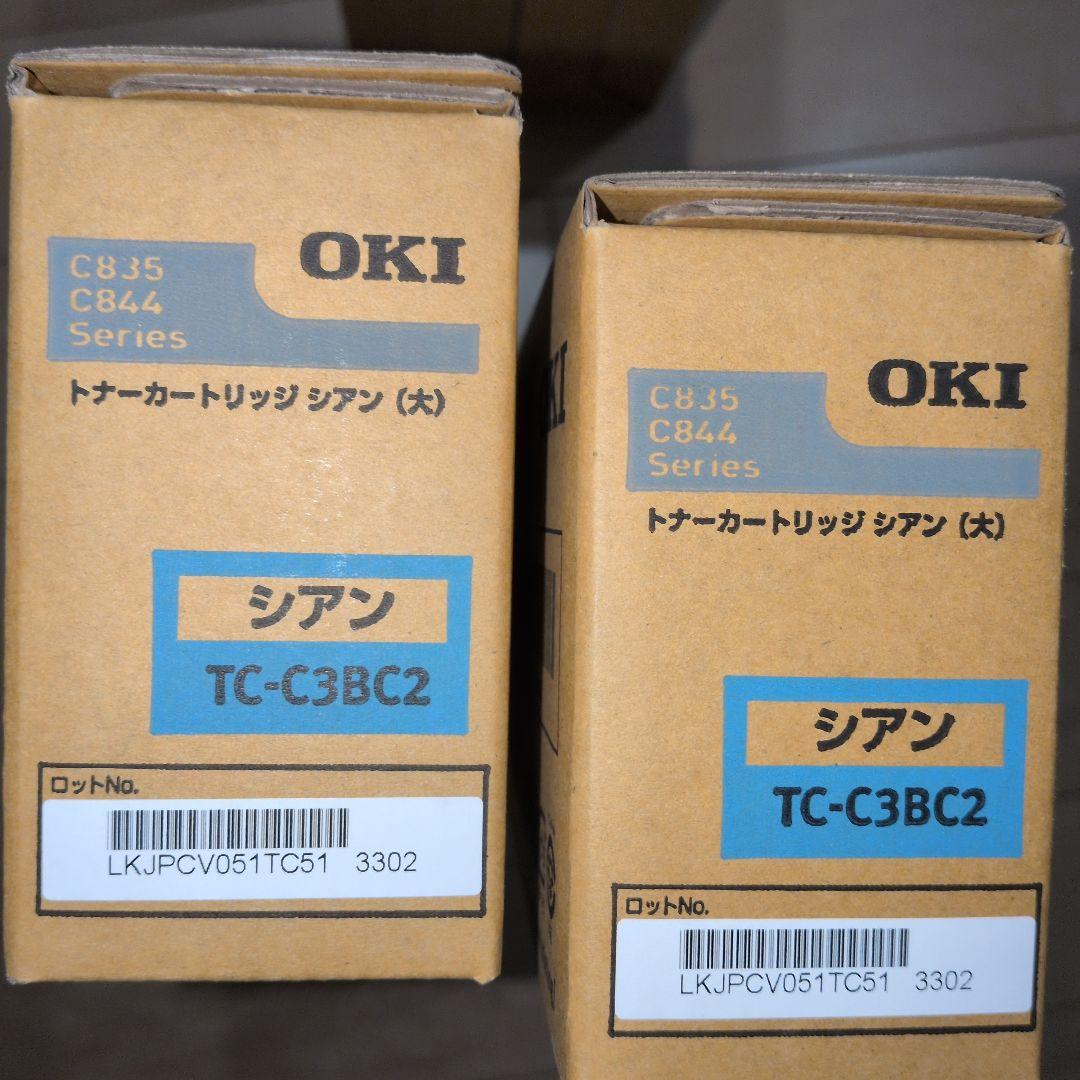 OKI
C835
C844
Series
トナーカートリッジ シアン（大）
シアン
TC-C3BC2
ロットNo.
LKJPCV051TC51 3302
OKI
C835
C844
Series
トナーカートリッジ シアン（大）
シアン
TC-C3BC2
ロットNo.
LKJPCV051TC51 3302